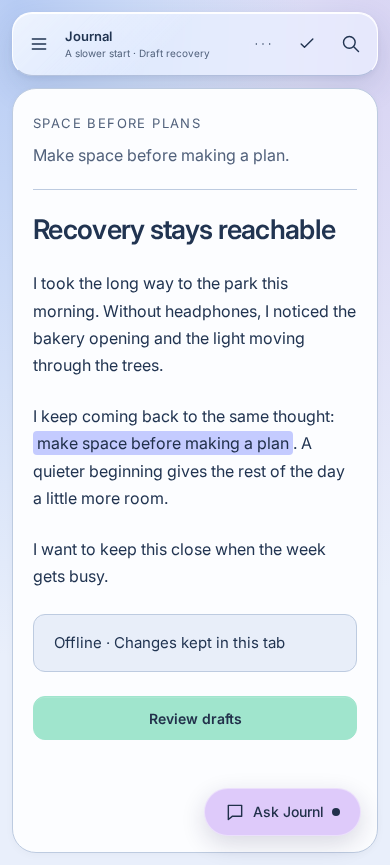 Journal
A slower start · Draft recovery
SPACE BEFORE PLANS
Make space before making a plan.
Recovery stays reachable
I took the long way to the park this
morning. Without headphones, I noticed the
bakery opening and the light moving
through the trees.
I keep coming back to the same thought:
make space before making a plan. A
quieter beginning gives the rest of the day
a little more room.
I want to keep this close when the week
gets busy.
Offline · Changes kept in this tab
Review drafts
Ask Journl